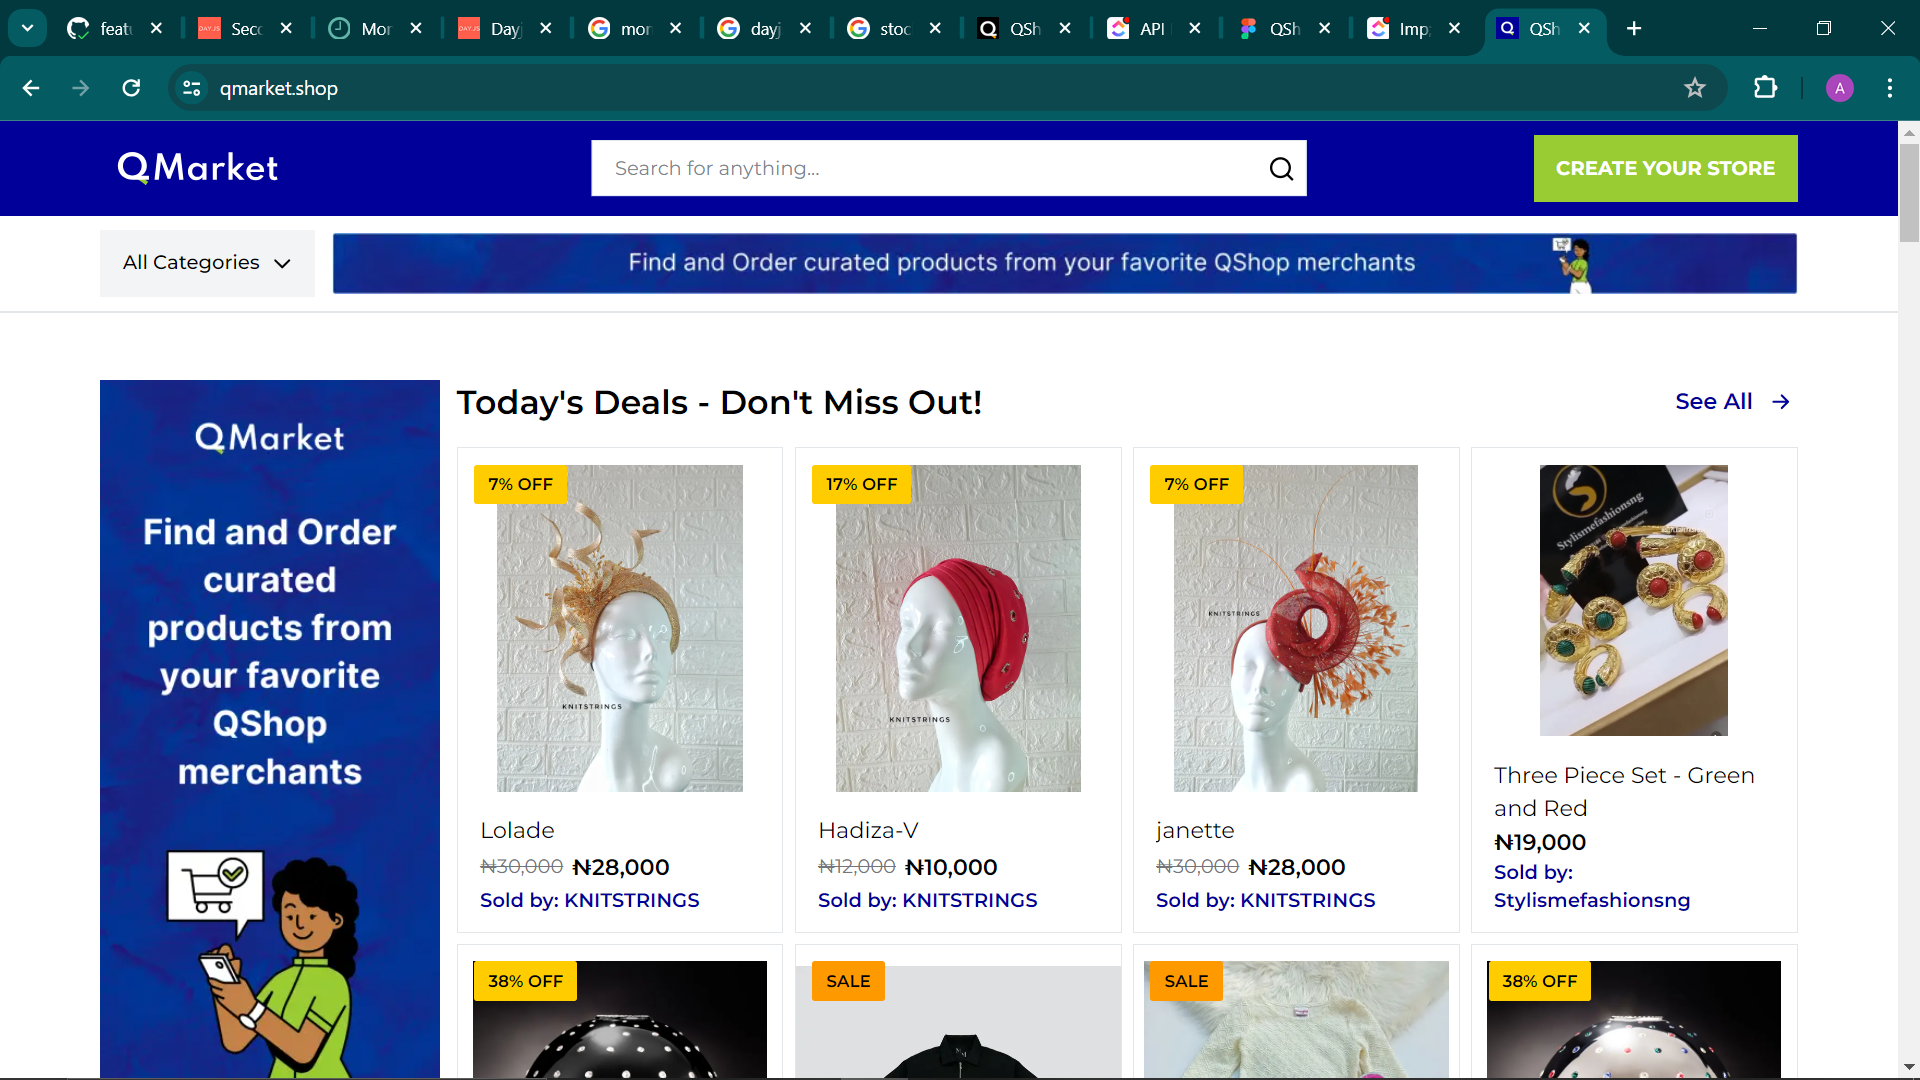 featu
Secc
Mor
Dayj
mor
dayj
stoc
QSh
API
QSh
Imp
QSh
qmarket.shop
A
QMarket
Search for anything...
CREATE YOUR STORE
All Categories
Find and Order curated products from your favorite QShop merchants
QMarket
Find and Order
curated
products from
your favorite
QShop
merchants
Today's Deals - Don't Miss Out!
See All
7% OFF
KNITSTRINGS
Lolade
₦30,000 ₦28,000
Sold by: KNITSTRINGS
17% OFF
KNITSTRINGS
Hadiza-V
₦12,000 ₦10,000
Sold by: KNITSTRINGS
7% OFF
KNITSTRINGS
janette
₦30,000 ₦28,000
Sold by: KNITSTRINGS
Stylismefashionsng
Three Piece Set - Green
and Red
₦19,000
Sold by:
Stylismefashionsng
38% OFF
SALE
SALE
38% OFF